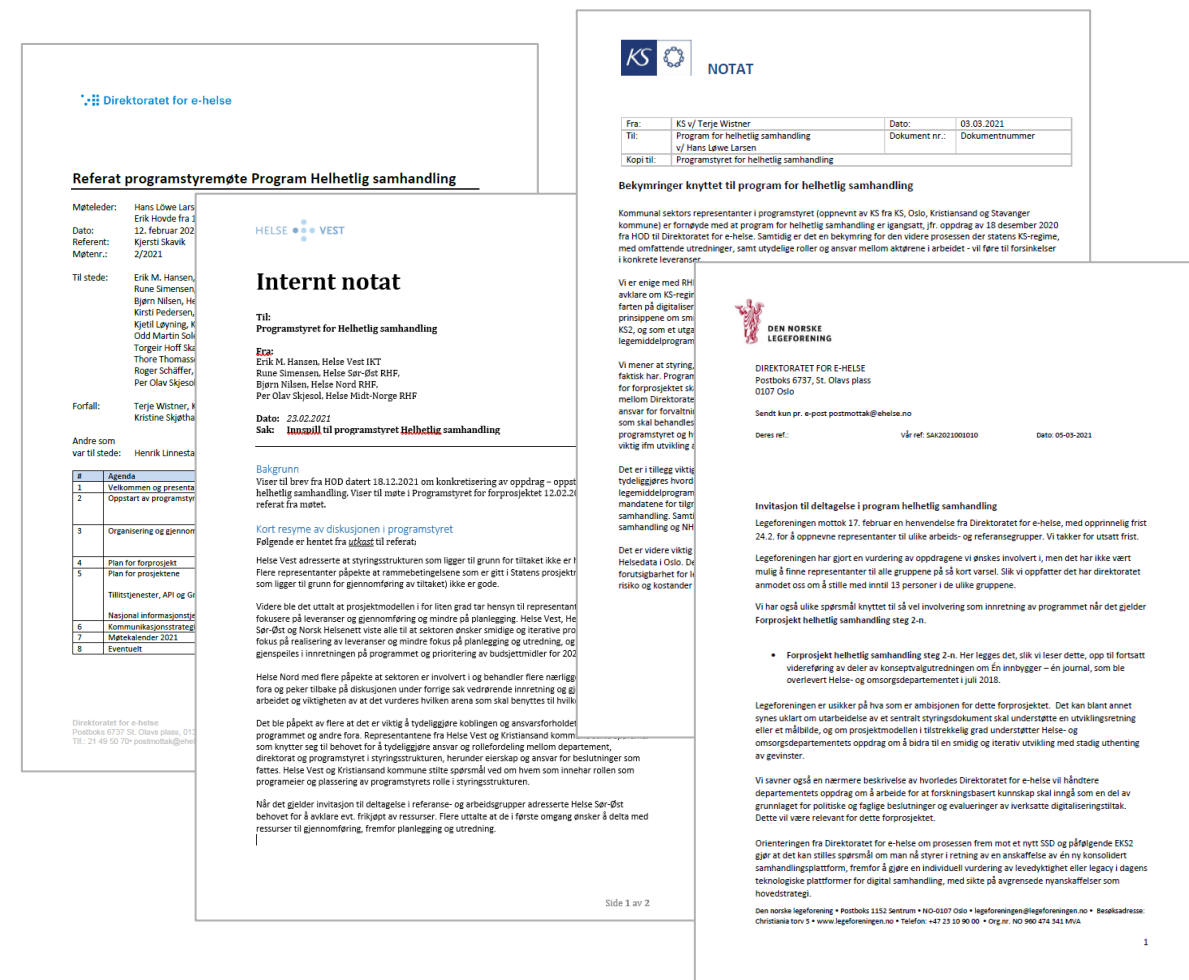 Direktoratet for e-helse
Referat programstyremøte Program Helhetlig samhandling
Møteleder: Hans Löwe Lars
Erik Hovde fra 1
Dato: 12. februar 202
Referent: Kjersti Skavik
Møtenr.: 2/2021
Til stede: Erik M. Hansen,
Rune Simensen,
Bjørn Nilsen, He
Kirsti Pedersen,
Kjetil Løyning, K
Odd Martin Sol
Torgeir Hoff Ska
Thore Thomass
Roger Schäffer,
Per Olav Skjesol
Forfall: Terje Wistner, K
Kristine Skjøtha
Andre som
var til stede: Henrik Linnesta
# Agenda
1 Velkommen og presenta
2 Oppstart av programstyr
3 Organisering og gjennom
4 Plan for forprosjekt
5 Plan for prosjektene
Tillitstjenester, API og Gr
Nasjonal informasjonstje
6 Kommunikasjonsstrategi
7 Møtekalender 2021
8 Eventuelt
Direktoratet for e-helse
Postboks 6737 St. Olavs plass, 013
Tlf.: 21 49 50 70• postmottak@ehel
HELSE VEST
Internt notat
Til:
Programstyret for Helhetlig samhandling
Fra:
Erik M. Hansen, Helse Vest IKT
Rune Simensen, Helse Sør-Øst RHF,
Bjørn Nilsen, Helse Nord RHF,
Per Olav Skjesol, Helse Midt-Norge RHF
Dato: 23.02.2021
Sak: Innspill til programstyret Helhetlig samhandling
Bakgrunn
Viser til brev fra HOD datert 18.12.2021 om konkretisering av oppdrag – oppst
helhetlig samhandling. Viser til møte i Programstyret for forprosjektet 12.02.20
referat fra møtet.
Kort resyme av diskusjonen i programstyret
Følgende er hentet fra utkast til referat;
Helse Vest adresserte at styringsstrukturen som ligger til grunn for tiltaket ikke er h
Flere representanter påpekte at rammebetingelsene som er gitt i Statens prosjektm
som ligger til grunn for gjennomføring av tiltaket) ikke er gode.
Videre ble det uttalt at prosjektmodellen i for liten grad tar hensyn til representant
fokusere på leveranser og gjennomføring og mindre på planlegging. Helse Vest, He
Sør-Øst og Norsk Helsenett viste alle til at sektoren ønsker smidige og iterative pro
fokus på realisering av leveranser og mindre fokus på planlegging og utredning, og
gjenspeiles i innretningen på programmet og prioritering av budsjettmidler for 202
Helse Nord med flere påpekte at sektoren er involvert i og behandler flere nærligge
fora og peker tilbake på diskusjonen under forrige sak vedrørende innretning og gj
arbeidet og viktigheten av at det vurderes hvilken arena som skal benyttes til hvilk
Det ble påpekt av flere at det er viktig å tydeliggjøre koblingen og ansvarsforholdet
programmet og andre fora. Representantene fra Helse Vest og Kristiansand komm
som knytter seg til behovet for å tydeliggjøre ansvar og rollefordeling mellom departement,
direktorat og programstyret i styringsstrukturen, herunder eierskap og ansvar for beslutninger som
fattes. Helse Vest og Kristiansand kommune stilte spørsmål ved om hvem som innehar rollen som
programeier og plassering av programstyrets rolle i styringsstrukturen.
Når det gjelder invitasjon til deltagelse i referanse- og arbeidsgrupper adresserte Helse Sør-Øst
behovet for å avklare evt. frikjøpt av ressurser. Flere uttalte at de i første omgang ønsker å delta med
ressurser til gjennomføring, fremfor planlegging og utredning.
Side 1 av 2
KS
NOTAT
Fra: KS v/ Terje Wistner Dato: 03.03.2021
Til: Program for helhetlig samhandling Dokument nr.: Dokumentnummer
v/ Hans Løwe Larsen
Kopi til: Programstyret for helhetlig samhandling
Bekymringer knyttet til program for helhetlig samhandling
Kommunal sektors representanter i programstyret (oppnevnt av KS fra KS, Oslo, Kristiansand og Stavanger
kommune) er fornøyde med at program for helhetlig samhandling er igangsatt, jfr. oppdrag av 18 desember 2020
fra HOD til Direktoratet for e-helse. Samtidig er det en bekymring for den videre prosessen der statens KS-regime,
med omfattende utredninger, samt utydelige roller og ansvar mellom aktørene i arbeidet - vil føre til forsinkelser
i konkrete leveranser.
Vi er enige med RHF
avklare om KS-regim
farten på digitaliser
prinsippene om smi
KS2, og som et utga
legemiddelprogram
Vi mener at styring,
faktisk har. Program
for forprosjektet ska
mellom Direktorate
ansvar for forvaltnin
som skal behandles
programstyret og h
viktig ifm utvikling a
Det er i tillegg viktig
tydeliggjøres hvord
legemiddelprogram
mandatene for tilgr
samhandling. Samti
samhandling og NH
Det er videre viktig
Helsedata i Oslo. De
forutsigbarhet for l
risiko og kostander
DEN NORSKE
LEGEFORENING
DIREKTORATET FOR E-HELSE
Postboks 6737, St. Olavs plass
0107 Oslo
Sendt kun pr. e-post postmottak@ehelse.no
Deres ref.: Vår ref: SAK2021001010 Dato: 05-03-2021
Invitasjon til deltagelse i program helhetlig samhandling
Legeforeningen mottok 17. februar en henvendelse fra Direktoratet for e-helse, med opprinnelig frist
24.2. for å oppnevne representanter til ulike arbeids- og referansegrupper. Vi takker for utsatt frist.
Legeforeningen har gjort en vurdering av oppdragene vi ønskes involvert i, men det har ikke vært
mulig å finne representanter til alle gruppene på så kort varsel. Slik vi oppfatter det har direktoratet
anmodet oss om å stille med inntil 13 personer i de ulike gruppene.
Vi har også ulike spørsmål knyttet til så vel involvering som innretning av programmet når det gjelder
Forprosjekt helhetlig samhandling steg 2-n.
• Forprosjekt helhetlig samhandling steg 2-n. Her legges det, slik vi leser dette, opp til fortsatt
videreføring av deler av konseptvalgutredningen om Én innbygger – én journal, som ble
overlevert Helse- og omsorgsdepartementet i juli 2018.
Legeforeningen er usikker på hva som er ambisjonen for dette forprosjektet. Det kan blant annet
synes uklart om utarbeidelse av et sentralt styringsdokument skal understøtte en utviklingsretning
eller et målbilde, og om prosjektmodellen i tilstrekkelig grad understøtter Helse- og
omsorgsdepartementets oppdrag om å bidra til en smidig og iterativ utvikling med stadig uthenting
av gevinster.
Vi savner også en nærmere beskrivelse av hvorledes Direktoratet for e-helse vil håndtere
departementets oppdrag om å arbeide for at forskningsbasert kunnskap skal inngå som en del av
grunnlaget for politiske og faglige beslutninger og evalueringer av iverksatte digitaliseringstiltak.
Dette vil være relevant for dette forprosjektet.
Orienteringen fra Direktoratet for e-helse om prosessen frem mot et nytt SSD og påfølgende EKS2
gjør at det kan stilles spørsmål om man nå styrer i retning av en anskaffelse av én ny konsolidert
samhandlingsplattform, fremfor å gjøre en individuell vurdering av levedyktighet eller legacy i dagens
teknologiske plattformer for digital samhandling, med sikte på avgrensede nyanskaffelser som
hovedstrategi.
Den norske legeforening • Postboks 1152 Sentrum • NO-0107 Oslo • legeforeningen@legeforeningen.no • Besøksadresse:
Christiania torv 5 • www.legeforeningen.no • Telefon: +47 23 10 90 00 • Org.nr. NO 960 474 341 MVA
1